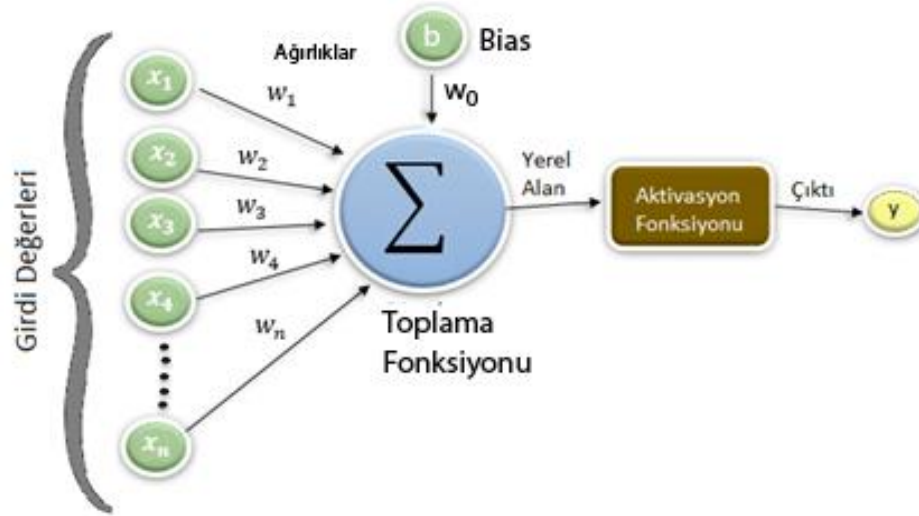 b
Bias
Ağırlıklar
w₀
x₁
w₁
x₂
w₂
x₃
w₃
x₄
w₄
xₙ
wₙ
Girdi Değerleri
∑
Toplama
Fonksiyonu
Yerel
Alan
Aktivasyon
Fonksiyonu
Çıktı
y